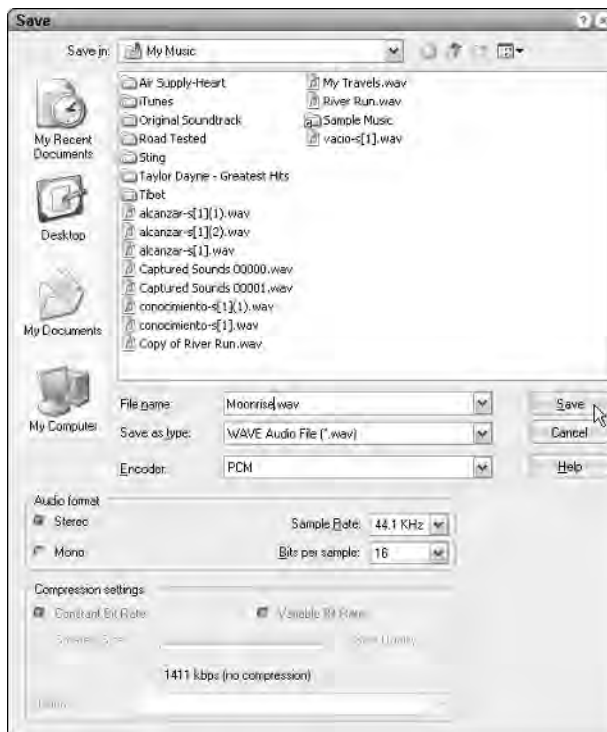 Save
Save in: My Music
My Recent
Documents
Desktop
My Documents
My Computer
Air Supply-Heart
iTunes
Original Soundtrack
Road Tested
Sting
Taylor Dayne - Greatest Hits
Tibet
alcanzar-s[1](1).wav
alcanzar-s[1](2).wav
alcanzar-s[1].wav
Captured Sounds 00000.wav
Captured Sounds 00001.wav
conocimiento-s[1](1).wav
conocimiento-s[1].wav
Copy of River Run.wav
My Travels.wav
River Run.wav
Sample Music
vacio-s[1].wav
File name: Moonrise.wav Save
Save as type: WAVE Audio File (*.wav) Cancel
Encoder: PCM Help
Audio format
Stereo Sample Rate: 44.1 KHz
Mono Bits per sample: 16
Compression settings
Constant Bit Rate Variable Bit Rate
Smallest Size Best Quality
1411 kbps (no compression)